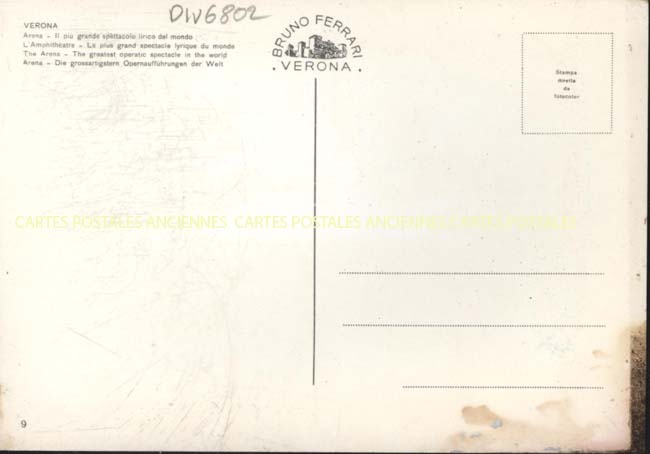 DIV6802
VERONA
Arena - Il più grande spettacolo lirico del mondo
L'Amphithéatre - Le plus grand spectacle lyrique du monde
The Arena - The greatest operatic spectacle in the world
Arena - Die grossartigstern Opernaufführungen der Welt
BRUNO FERRARI
. VERONA .
Stampa
diretta
da
fotocolor
CARTES POSTALES ANCIENNES CARTES POSTALES ANCIENNES CARTES POSTALES
9